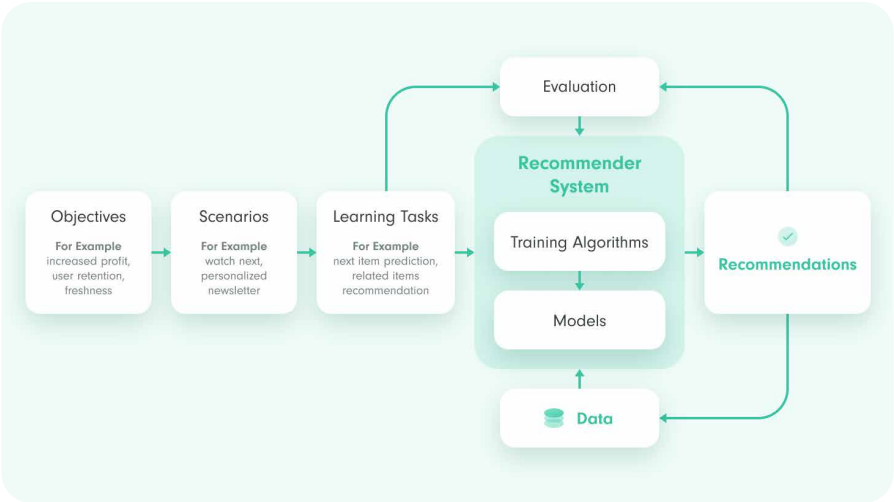 Evaluation
Recommender
System
Objectives
For Example
increased profit,
user retention,
freshness
Scenarios
For Example
watch next,
personalized
newsletter
Learning Tasks
For Example
next item prediction,
related items
recommendation
Training Algorithms
Models
Recommendations
Data